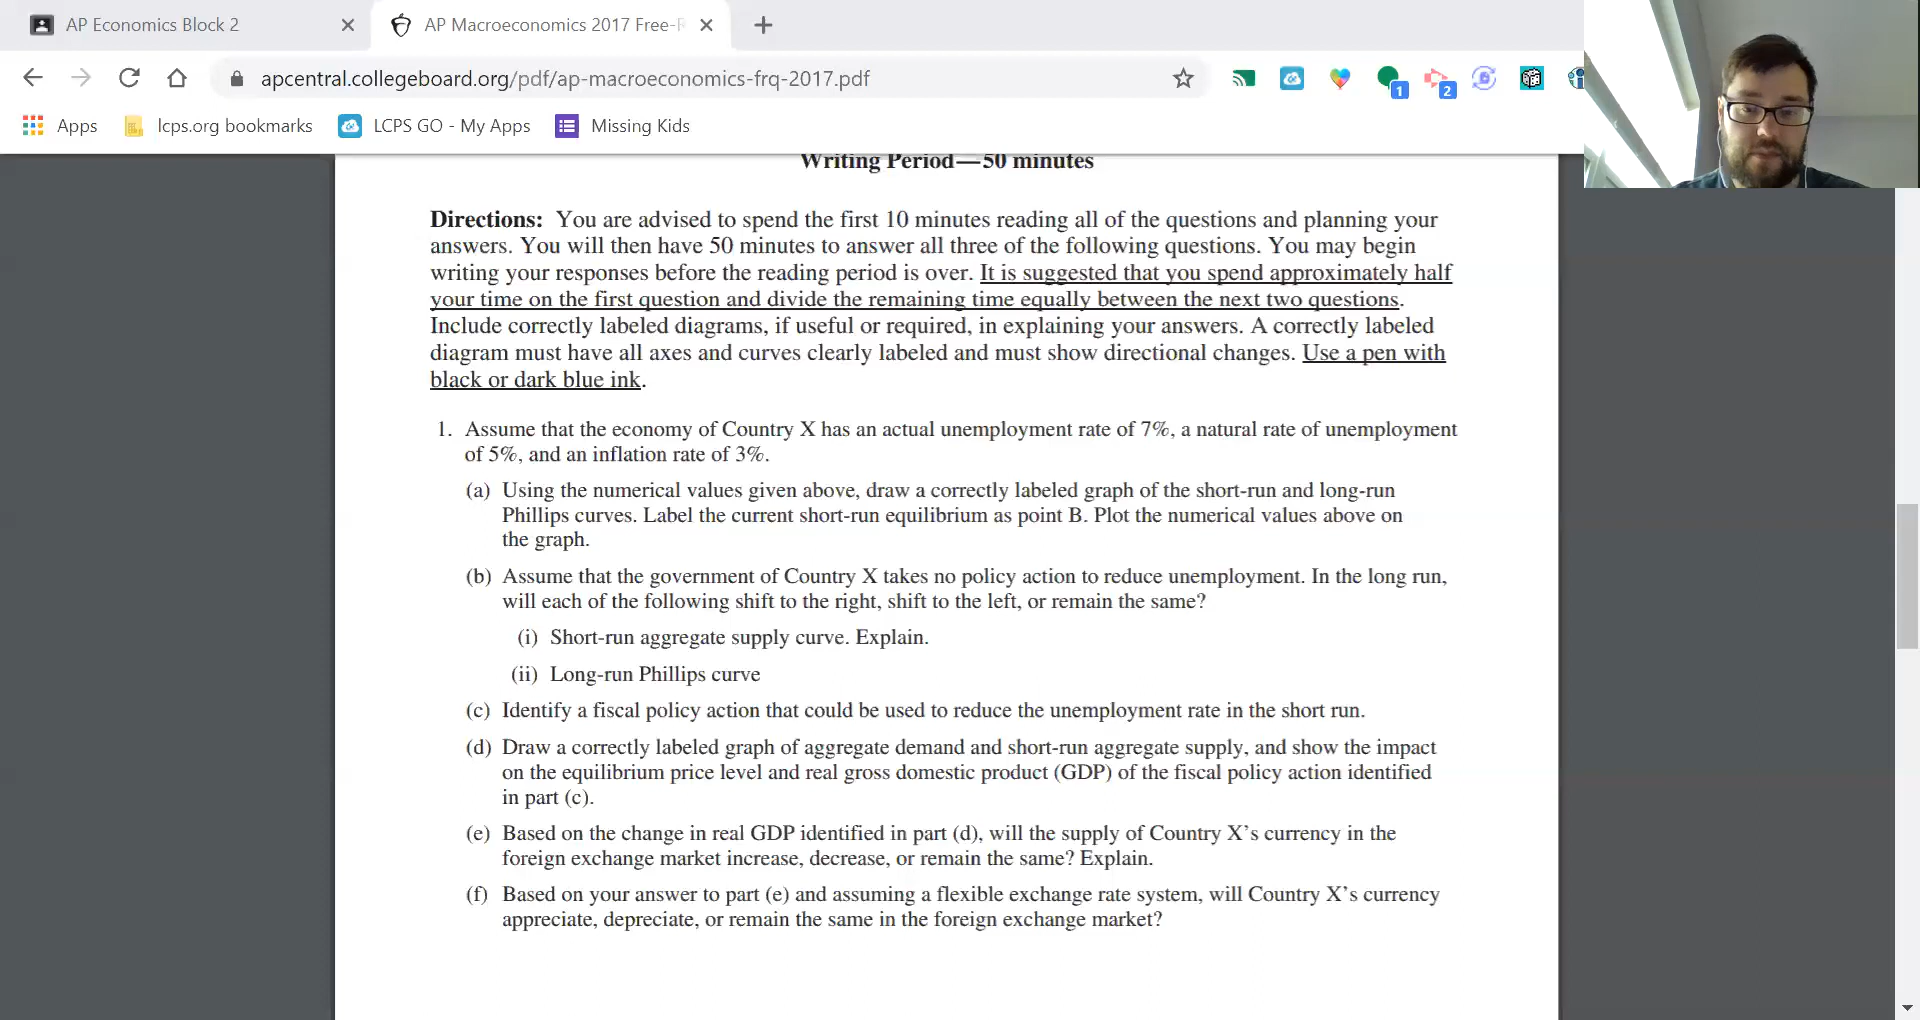 AP Economics Block 2
AP Macroeconomics 2017 Free-R
apcentral.collegeboard.org/pdf/ap-macroeconomics-frq-2017.pdf
1
2
Apps
lcps.org bookmarks
LCPS GO - My Apps
Missing Kids
Writing Period—50 minutes
Directions: You are advised to spend the first 10 minutes reading all of the questions and planning your
answers. You will then have 50 minutes to answer all three of the following questions. You may begin
writing your responses before the reading period is over. It is suggested that you spend approximately half
your time on the first question and divide the remaining time equally between the next two questions.
Include correctly labeled diagrams, if useful or required, in explaining your answers. A correctly labeled
diagram must have all axes and curves clearly labeled and must show directional changes. Use a pen with
black or dark blue ink.
1. Assume that the economy of Country X has an actual unemployment rate of 7%, a natural rate of unemployment
of 5%, and an inflation rate of 3%.
(a) Using the numerical values given above, draw a correctly labeled graph of the short-run and long-run
Phillips curves. Label the current short-run equilibrium as point B. Plot the numerical values above on
the graph.
(b) Assume that the government of Country X takes no policy action to reduce unemployment. In the long run,
will each of the following shift to the right, shift to the left, or remain the same?
(i) Short-run aggregate supply curve. Explain.
(ii) Long-run Phillips curve
(c) Identify a fiscal policy action that could be used to reduce the unemployment rate in the short run.
(d) Draw a correctly labeled graph of aggregate demand and short-run aggregate supply, and show the impact
on the equilibrium price level and real gross domestic product (GDP) of the fiscal policy action identified
in part (c).
(e) Based on the change in real GDP identified in part (d), will the supply of Country X's currency in the
foreign exchange market increase, decrease, or remain the same? Explain.
(f) Based on your answer to part (e) and assuming a flexible exchange rate system, will Country X's currency
appreciate, depreciate, or remain the same in the foreign exchange market?